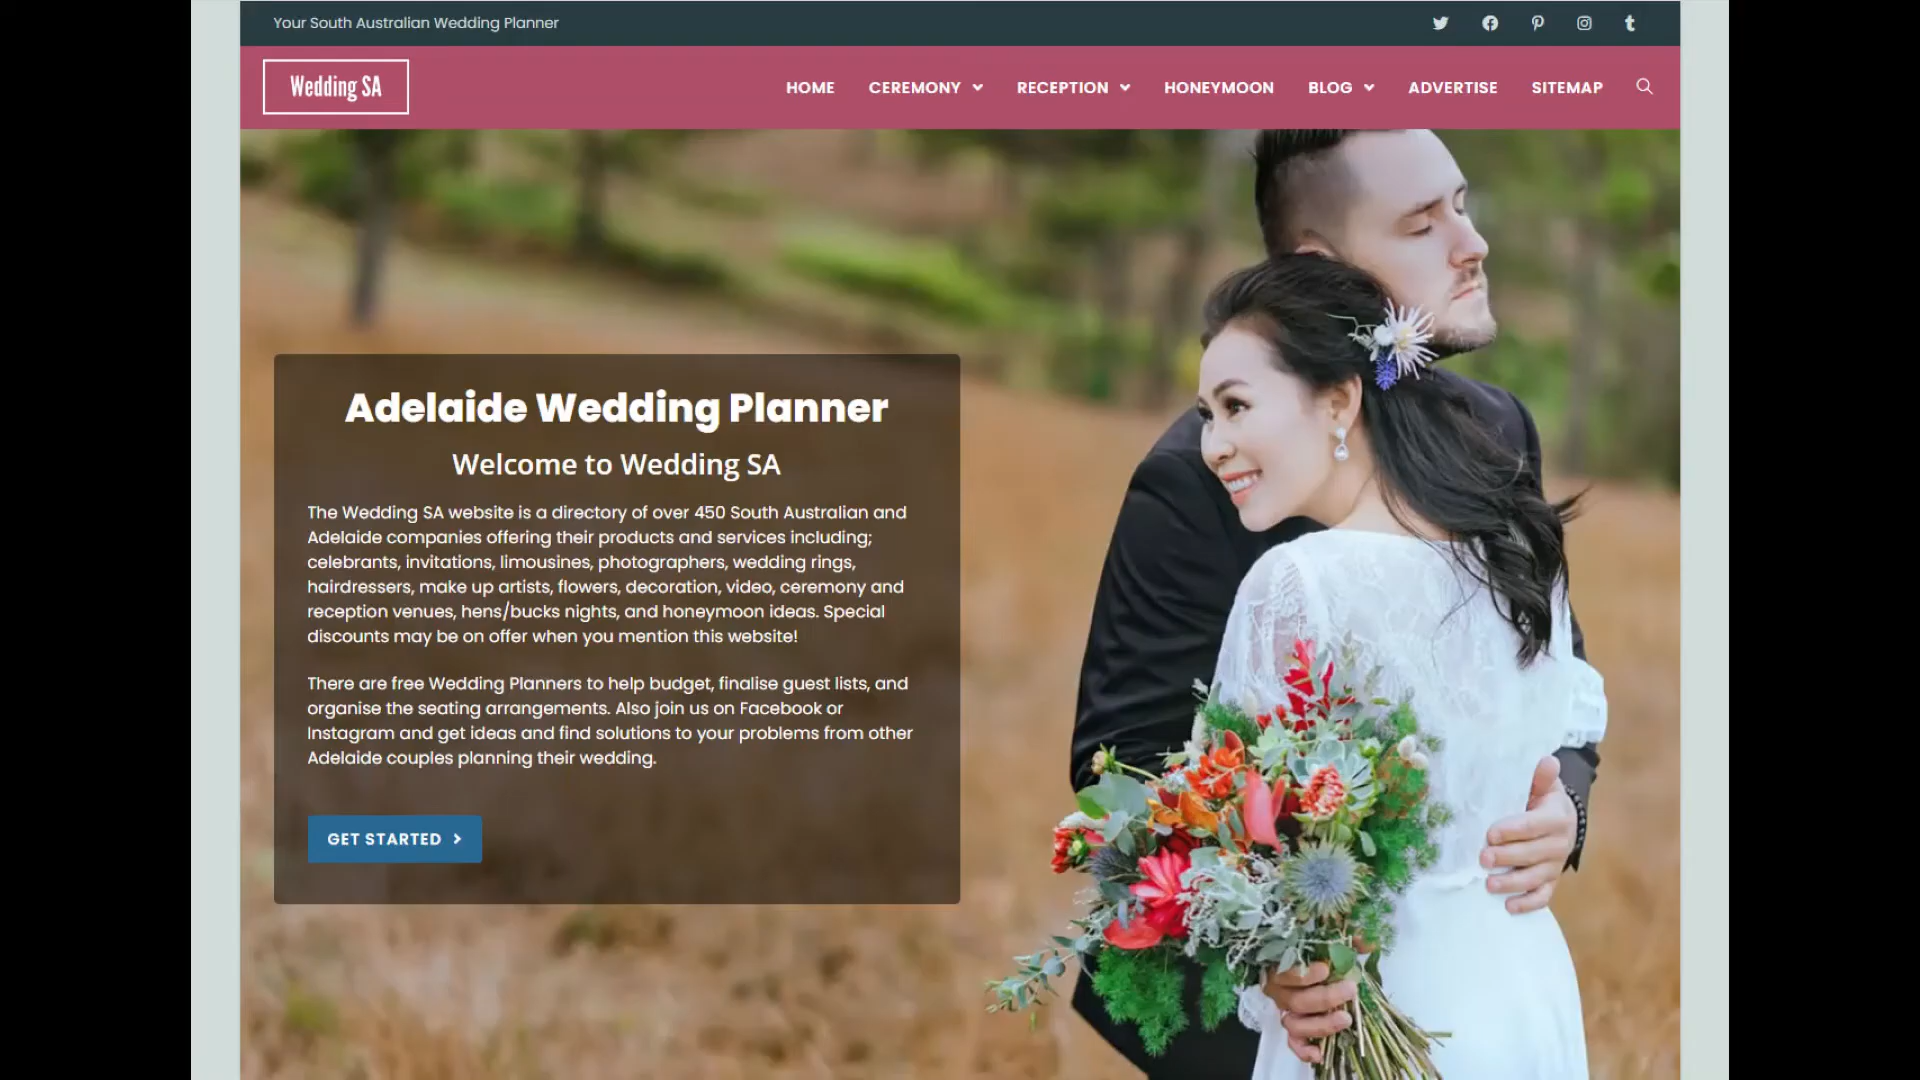 Your South Australian Wedding Planner
Wedding SA
HOME
CEREMONY
RECEPTION
HONEYMOON
BLOG
ADVERTISE
SITEMAP
Adelaide Wedding Planner
Welcome to Wedding SA
The Wedding SA website is a directory of over 450 South Australian and
Adelaide companies offering their products and services including;
celebrants, invitations, limousines, photographers, wedding rings,
hairdressers, make up artists, flowers, decoration, video, ceremony and
reception venues, hens/bucks nights, and honeymoon ideas. Special
discounts may be on offer when you mention this website!
There are free Wedding Planners to help budget, finalise guest lists, and
organise the seating arrangements. Also join us on Facebook or
Instagram and get ideas and find solutions to your problems from other
Adelaide couples planning their wedding.
GET STARTED